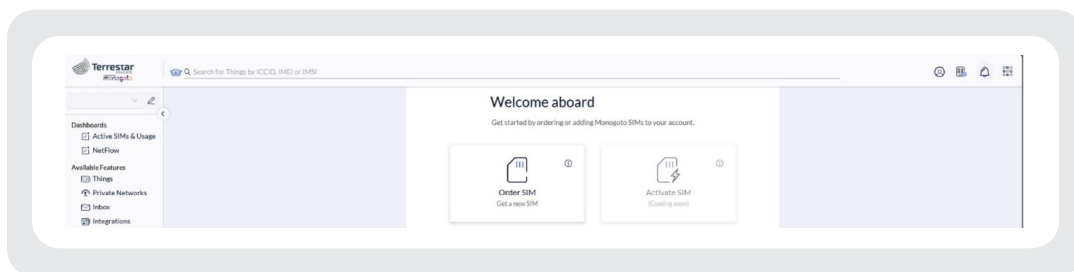 Terrestar
monogoto
Search for Things by ICCID, IMEI or IMSI
Dashboards
Active SIMs & Usage
NetFlow
Available Features
Things
Private Networks
Inbox
Integrations
Welcome aboard
Get started by ordering or adding Monogoto SIMs to your account.
Order SIM
Get a new SIM
Activate SIM
(Coming soon)